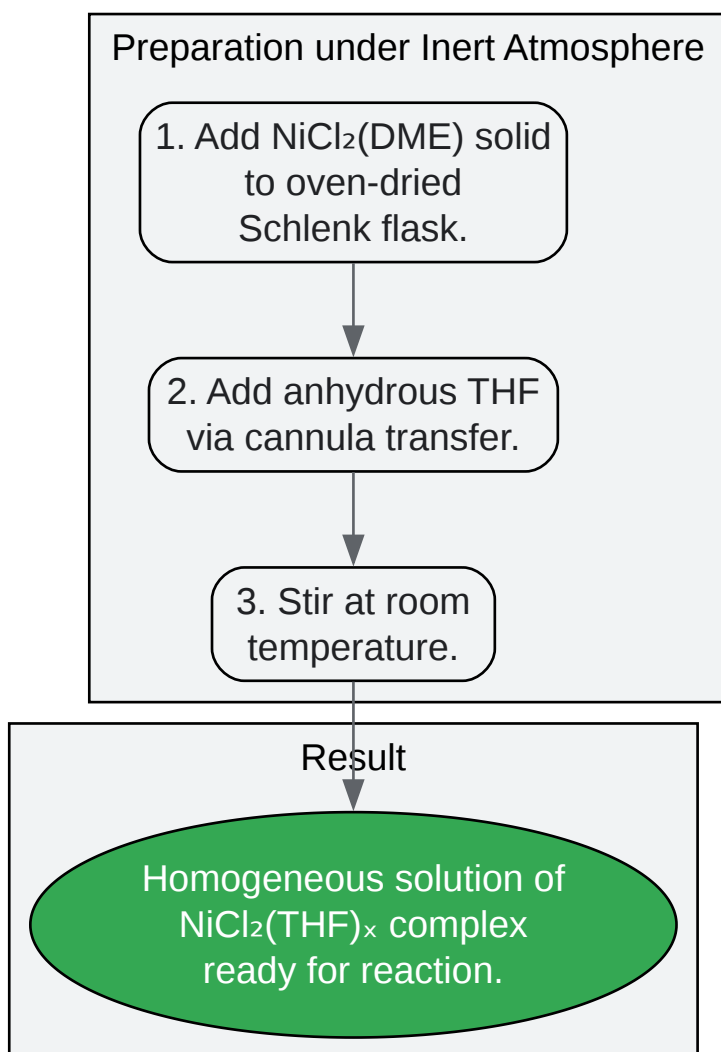 Preparation under Inert Atmosphere
1. Add NiCl₂(DME) solid
to oven-dried
Schlenk flask.
2. Add anhydrous THF
via cannula transfer.
3. Stir at room
temperature.
Result
Homogeneous solution of
NiCl₂(THF)ₓ complex
ready for reaction.